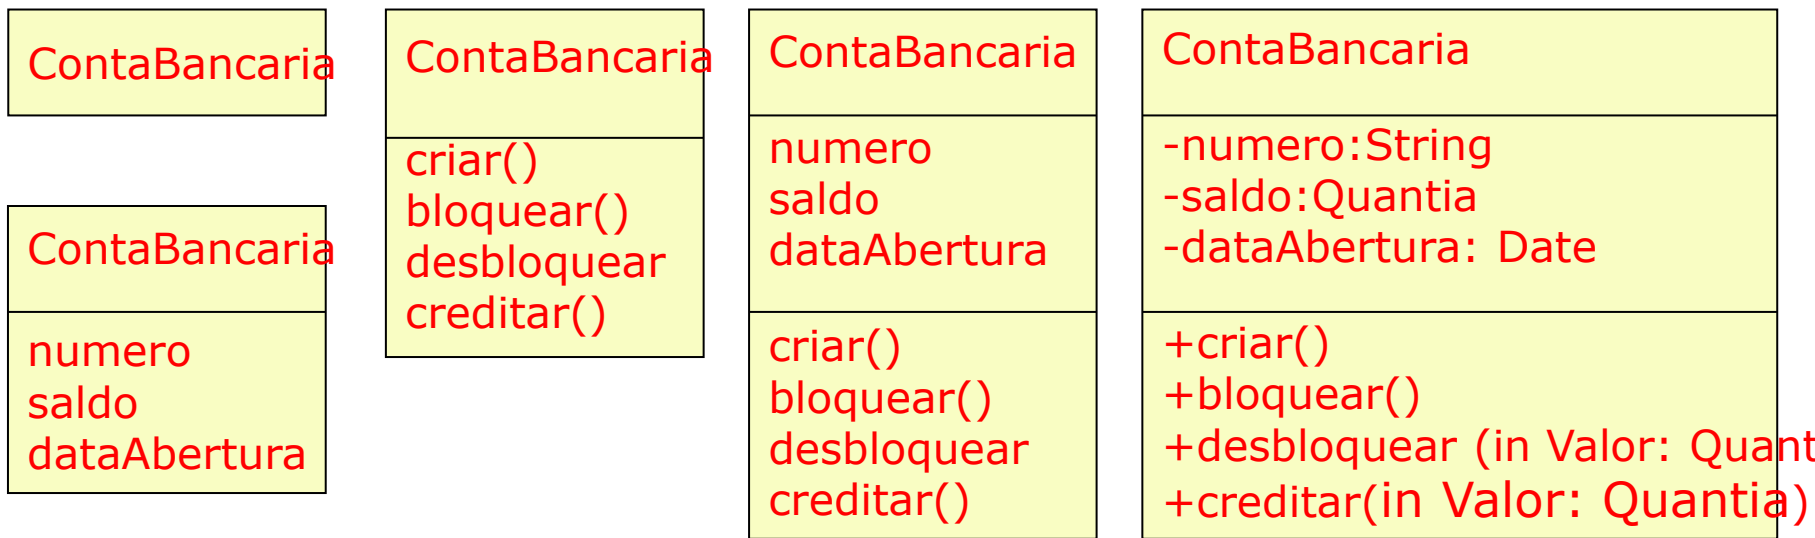 ContaBancaria
ContaBancaria
numero
saldo
dataAbertura
ContaBancaria
criar()
bloquear()
desbloquear
creditar()
ContaBancaria
numero
saldo
dataAbertura
criar()
bloquear()
desbloquear
creditar()
ContaBancaria
-numero:String
-saldo:Quantia
-dataAbertura: Date
+criar()
+bloquear()
+desbloquear (in Valor: Quant
+creditar(in Valor: Quantia)